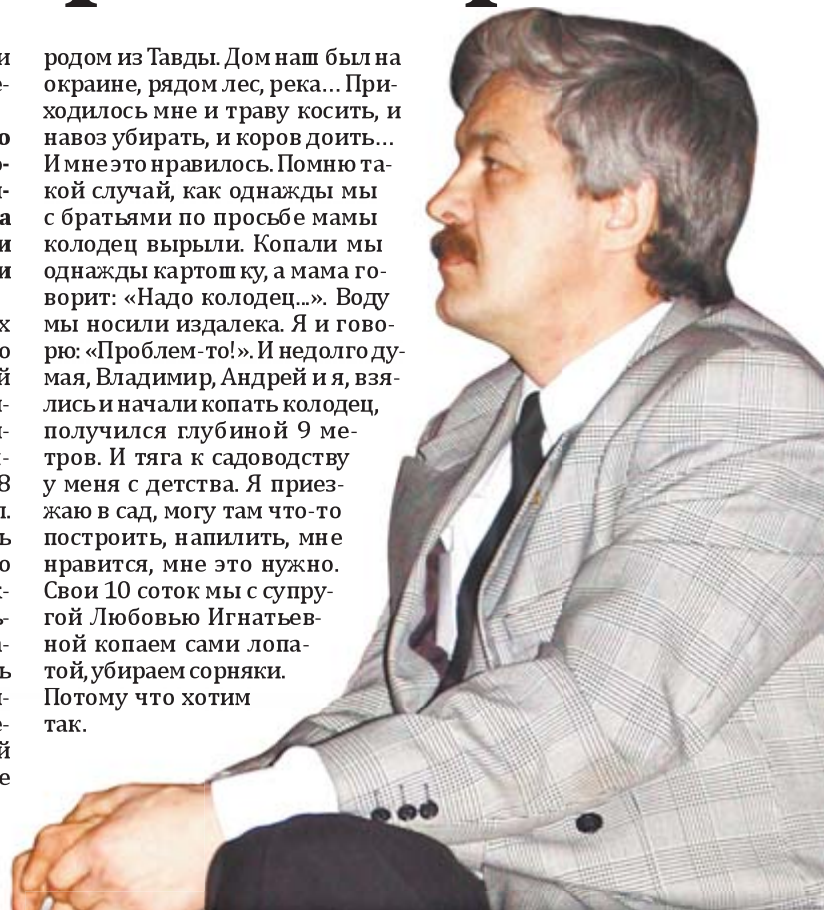 родом из Тавды. Дом наш был на
окраине, рядом лес, река... При-
ходилось мне и траву косить, и
навоз убирать, и коров доить...
И мне это нравилось. Помню та-
кой случай, как однажды мы
с братьями по просьбе мамы
колодец вырыли. Копали мы
однажды картошку, а мама го-
ворит: «Надо колодец...». Воду
мы носили издалека. Я и гово-
рю: «Проблем-то!». И недолго ду-
мая, Владимир, Андрей и я, взя-
лись и начали копать колодец,
получился глубиной 9 ме-
тров. И тяга к садоводству
у меня с детства. Я приез-
жаю в сад, могу там что-то
построить, напилить, мне
нравится, мне это нужно.
Свои 10 соток мы с супру-
гой Любовью Игнатьев-
ной копаем сами лопа-
той, убираем сорняки.
Потому что хотим
так.